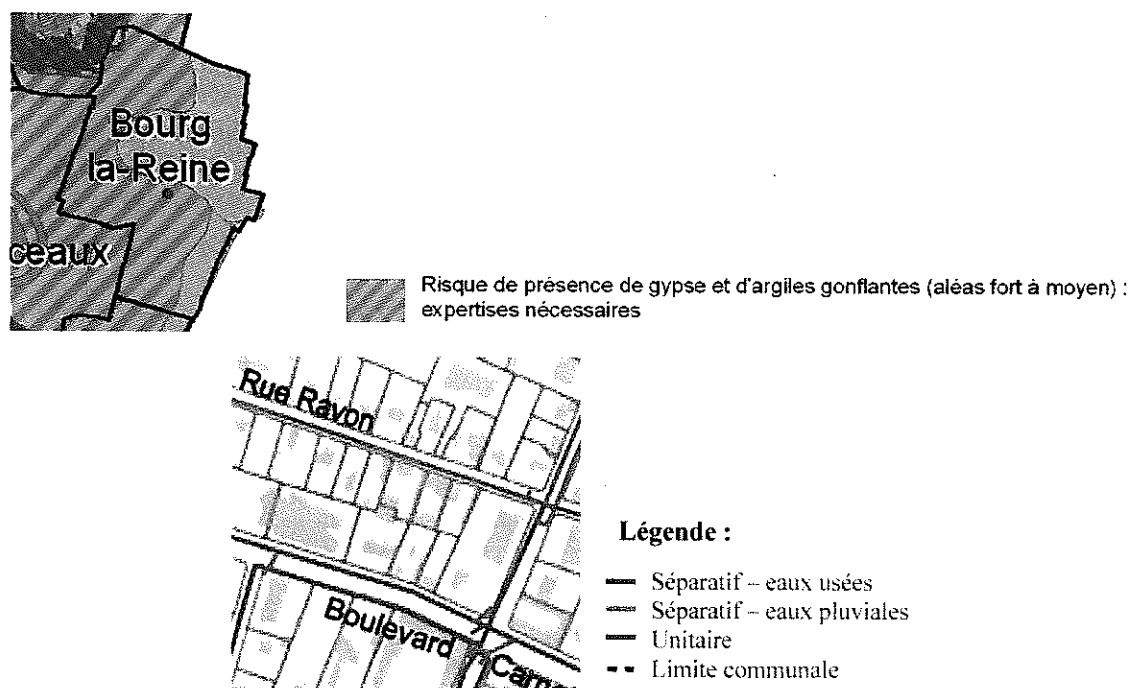 Bourg
la-Reine
ceaux
Risque de présence de gypse et d'argiles gonflantes (aléas fort à moyen) :
expertises nécessaires
Rue Ravon
Boulevard
Légende :
Séparatif – eaux usées
Séparatif – eaux pluviales
Unitaire
Limite communale